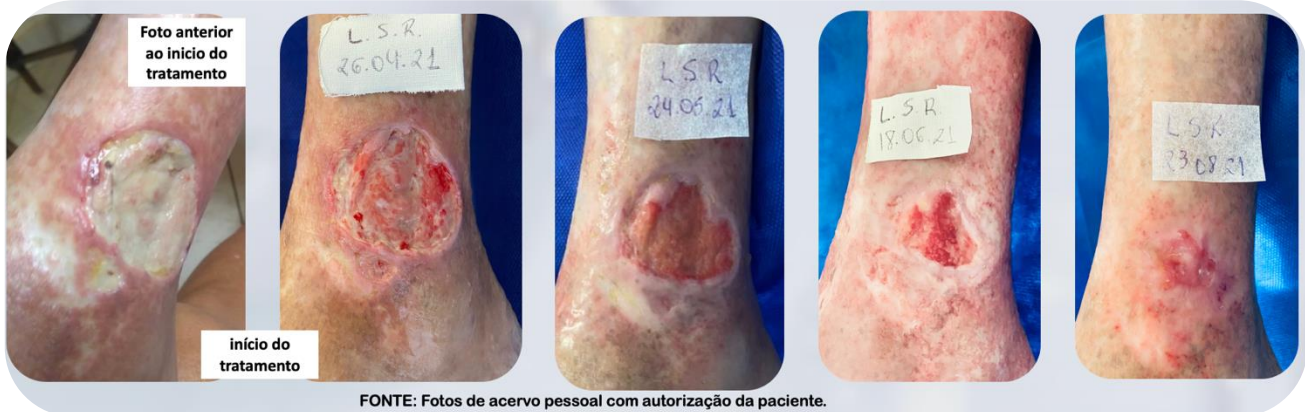 Foto anterior
ao inicio do
tratamento
L. S. R.
26.04.21
L S R
24.05.21
L. S. R.
18.06.21
L S R
23 08 21
início do
tratamento
FONTE: Fotos de acervo pessoal com autorização da paciente.